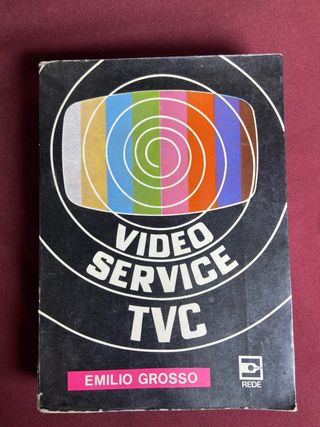 VIDEO
SERVICE
TVC
EMILIO GROSSO
REDE